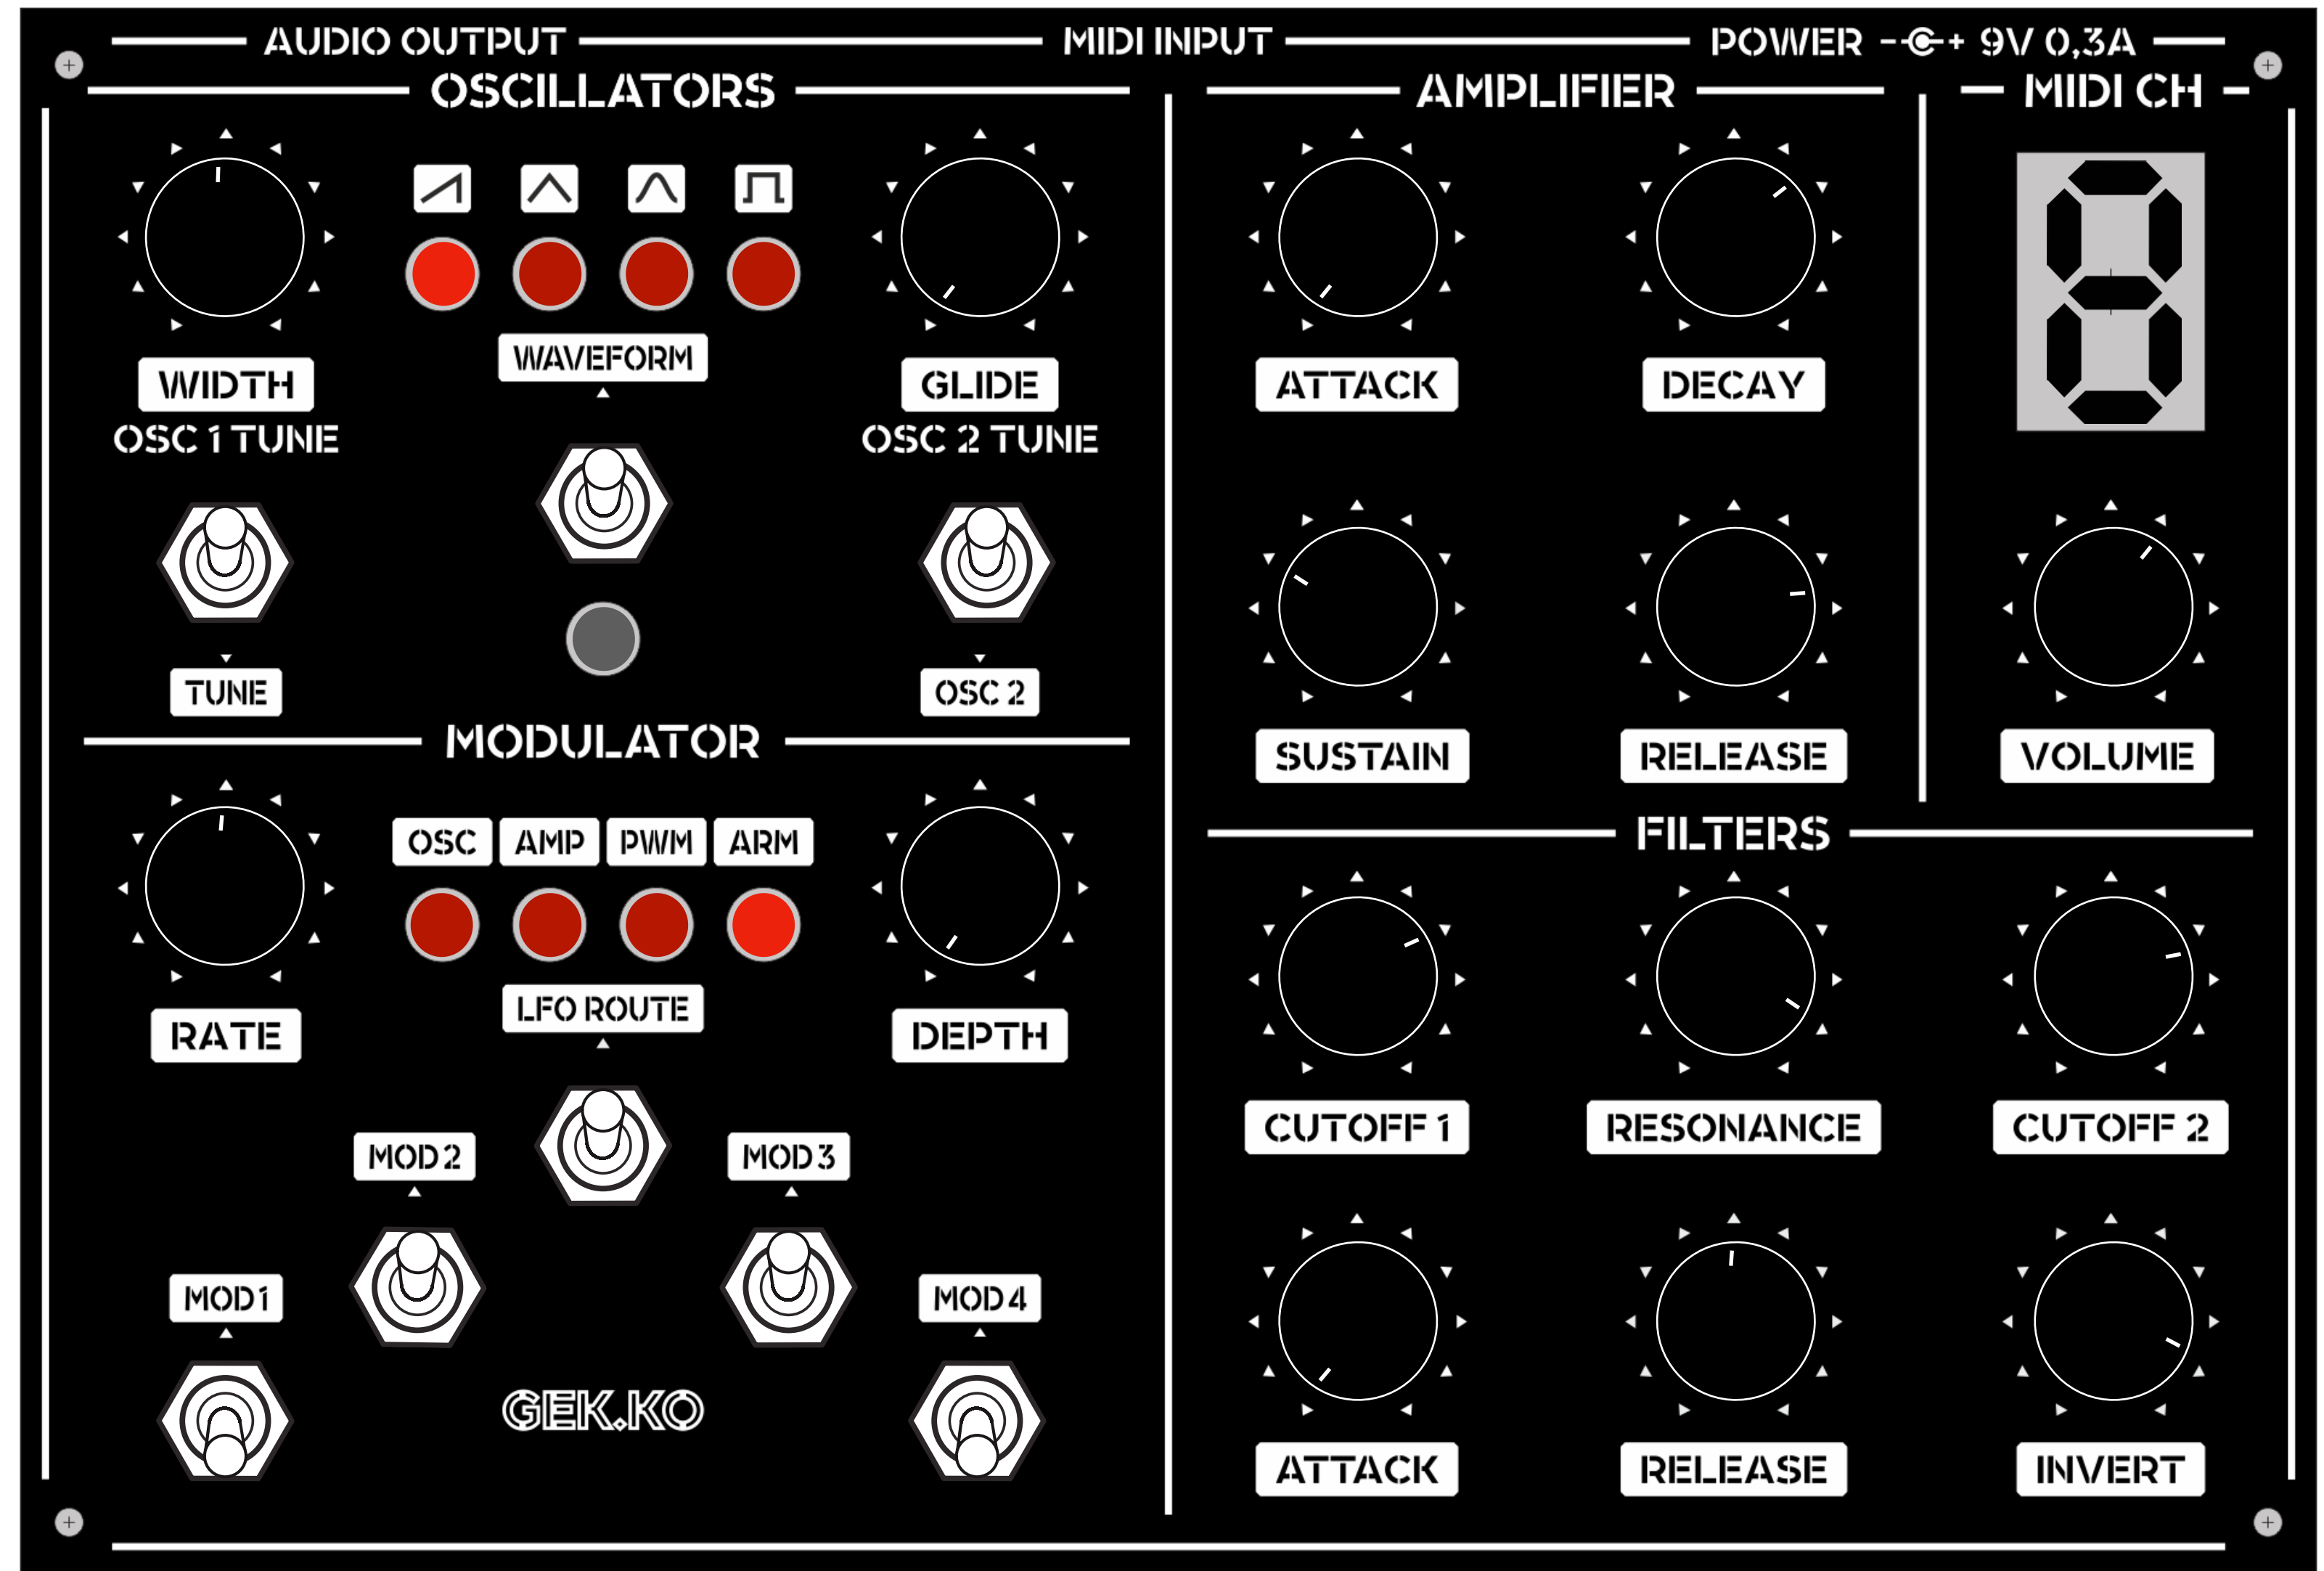 AUDIO OUTPUT MIDI INPUT POWER -C+ 9V 0,3A
OSCILLATORS
WIDTH
WAVEFORM
GLIDE
OSC 1 TUNE
OSC 2 TUNE
TUNE
OSC 2
MODULATOR
OSC AMP PWM ARM
RATE
LFO ROUTE
DEPTH
MOD 2
MOD 3
MOD 1
MOD 4
GEK.KO
AMPLIFIER
ATTACK DECAY
SUSTAIN RELEASE
MIDI CH
VOLUME
FILTERS
CUTOFF 1 RESONANCE CUTOFF 2
ATTACK RELEASE INVERT